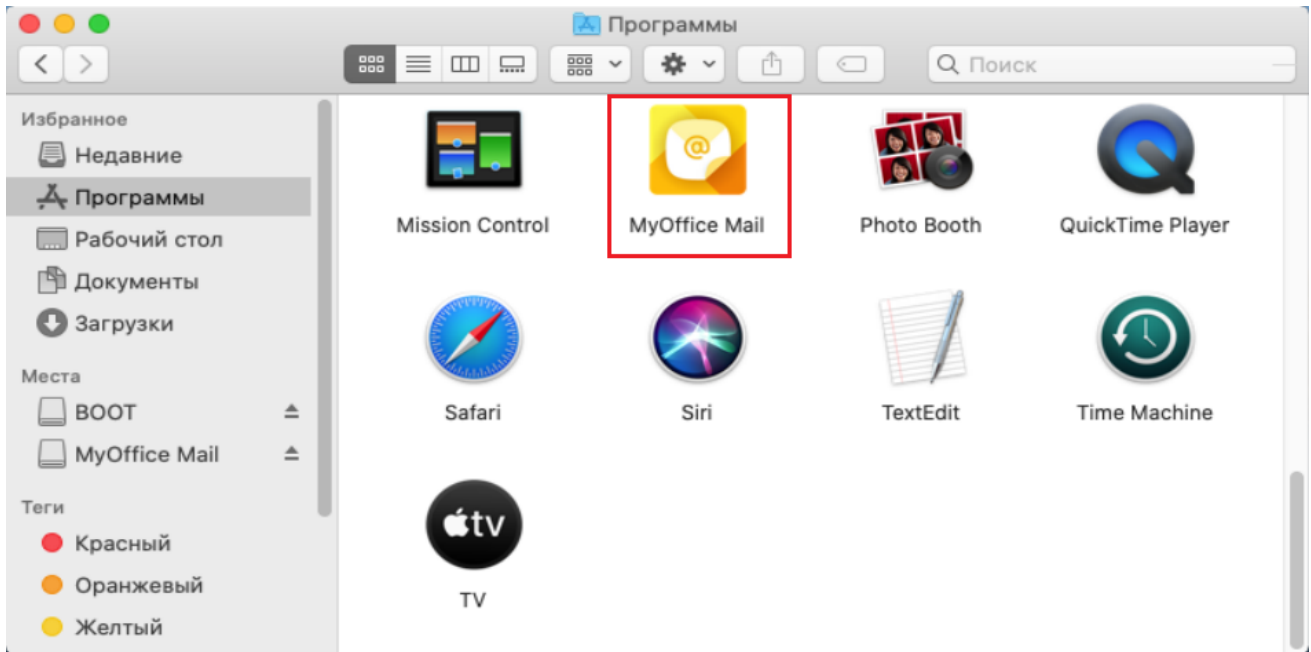 Программы
Поиск
Избранное
Недавние
Программы
Рабочий стол
Документы
Загрузки
Места
BOOT
MyOffice Mail
Теги
Красный
Оранжевый
Желтый
@
Mission Control
MyOffice Mail
Photo Booth
QuickTime Player
Safari
Siri
TextEdit
Time Machine
tv
TV